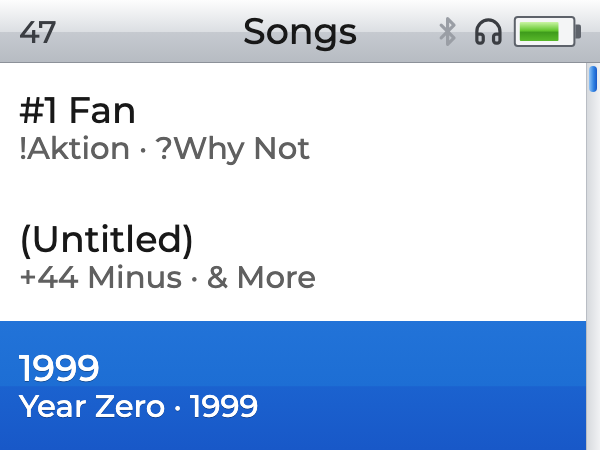 47 Songs
#1 Fan
!Aktion · ?Why Not
(Untitled)
+44 Minus · & More
1999
Year Zero · 1999